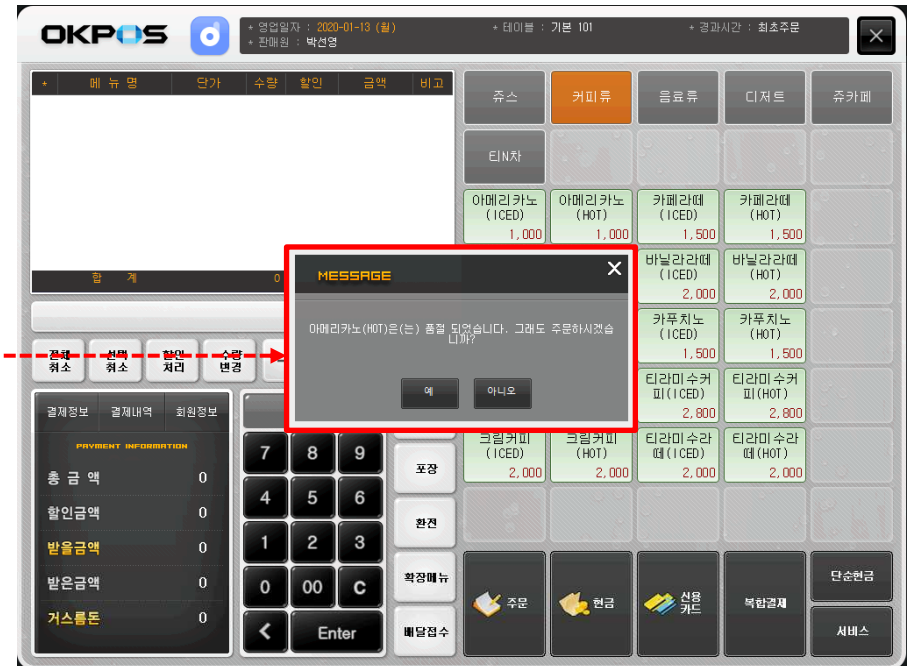 OKPOS
* 영업일자 : 2020-01-13 (월)
* 판매원 : 박선영
* 테이블 : 기본 101
* 경과시간 : 최초주문
* 메뉴명 단가 수량 할인 금액 비고
합 계 0
쥬스 커피류 음료류 디저트 쥬카페
티N차
아메리카노
(ICED)
1,000
아메리카노
(HOT)
1,000
카페라떼
(ICED)
1,500
카페라떼
(HOT)
1,500
바닐라라떼
(ICED)
2,000
바닐라라떼
(HOT)
2,000
카푸치노
(ICED)
1,500
카푸치노
(HOT)
1,500
티라미수커
피(ICED)
2,800
티라미수커
피(HOT)
2,800
크림커피
(ICED)
2,000
크림커피
(HOT)
2,000
티라미수라
떼(ICED)
2,000
티라미수라
떼(HOT)
2,000
MESSAGE
아메리카노(HOT)은(는) 품절 되었습니다. 그래도 주문하시겠습
니까?
예 아니오
전체
취소
선택
취소
할인
처리
수량
변경
결제정보 결제내역 회원정보
PAYMENT INFORMATION
총 금 액 0
할인금액 0
받을금액 0
받은금액 0
거스름돈 0
7 8 9
4 5 6
1 2 3
0 00 C
Enter
포장
환전
확장메뉴
배달접수
주문
현금
신용
카드
복합결제
단순현금
서비스